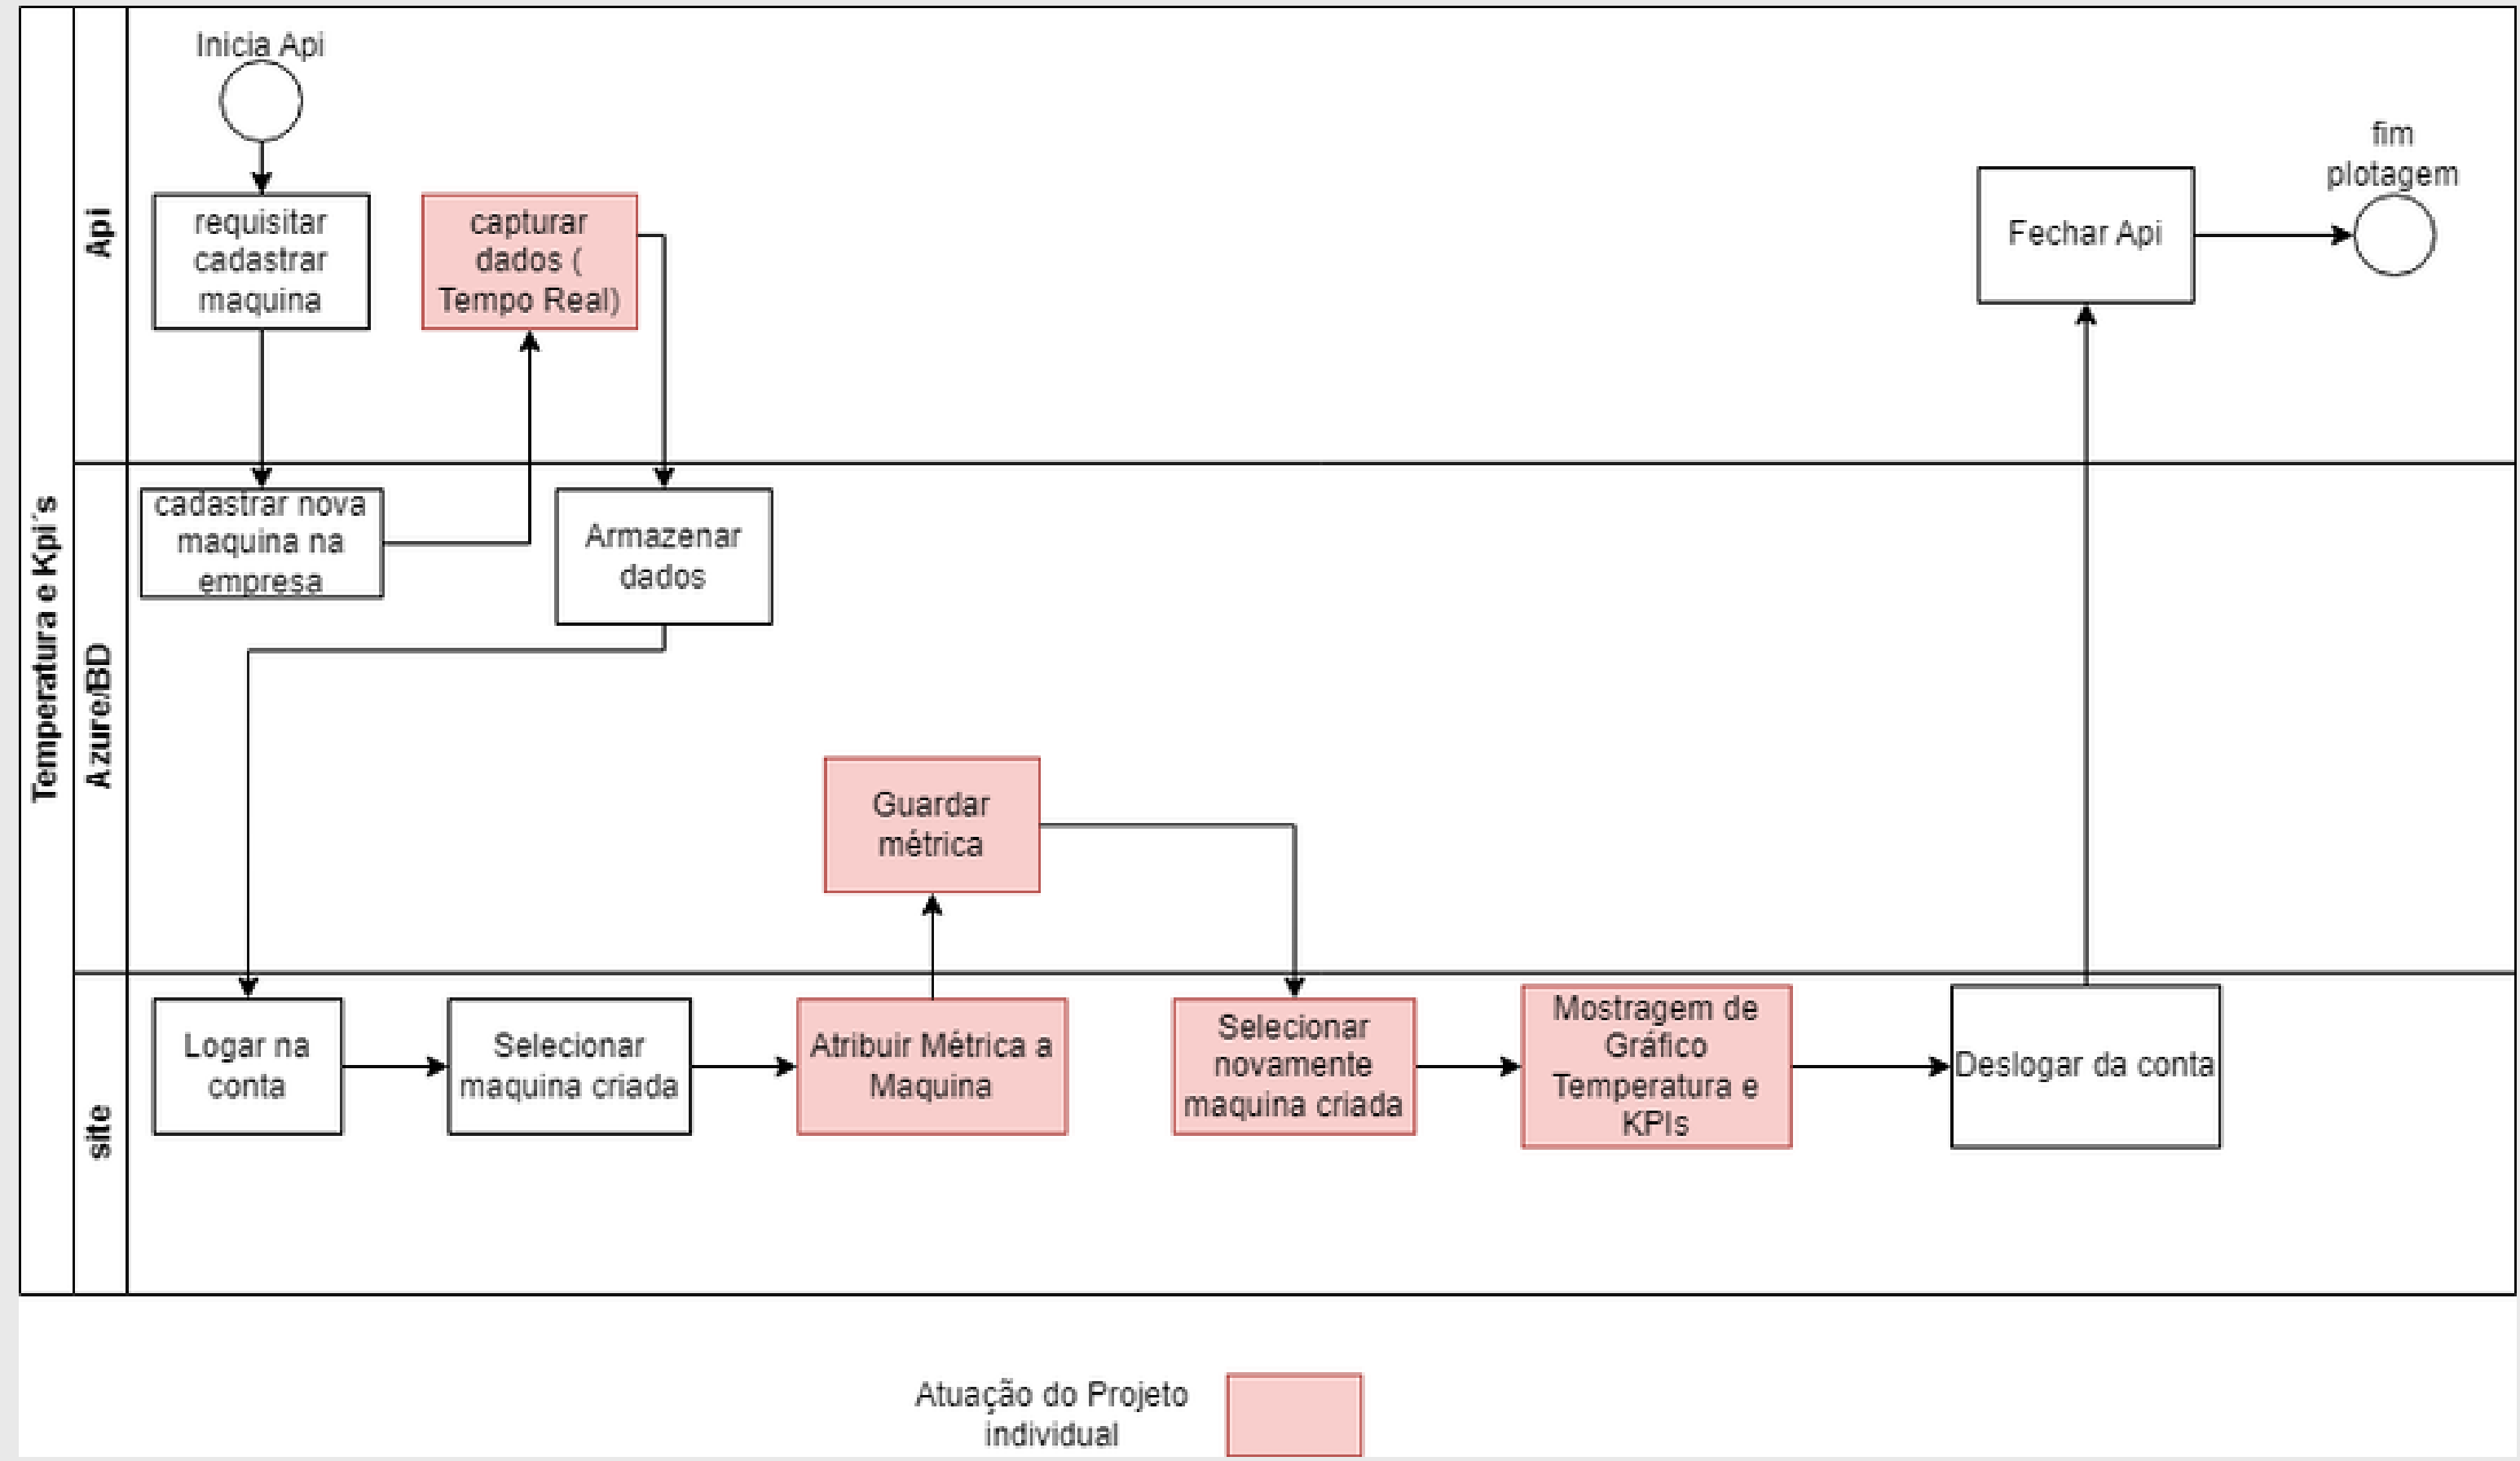 Temperatura e Kpi´s
Api
Inicia Api
requisitar
cadastrar
maquina
capturar
dados (
Tempo Real)
Fechar Api
fim
plotagem
Azure/BD
cadastrar nova
maquina na
empresa
Armazenar
dados
Guardar
métrica
site
Logar na
conta
Selecionar
maquina criada
Atribuir Métrica a
Maquina
Selecionar
novamente
maquina criada
Mostragem de
Gráfico
Temperatura e
KPIs
Deslogar da conta
Atuação do Projeto
individual